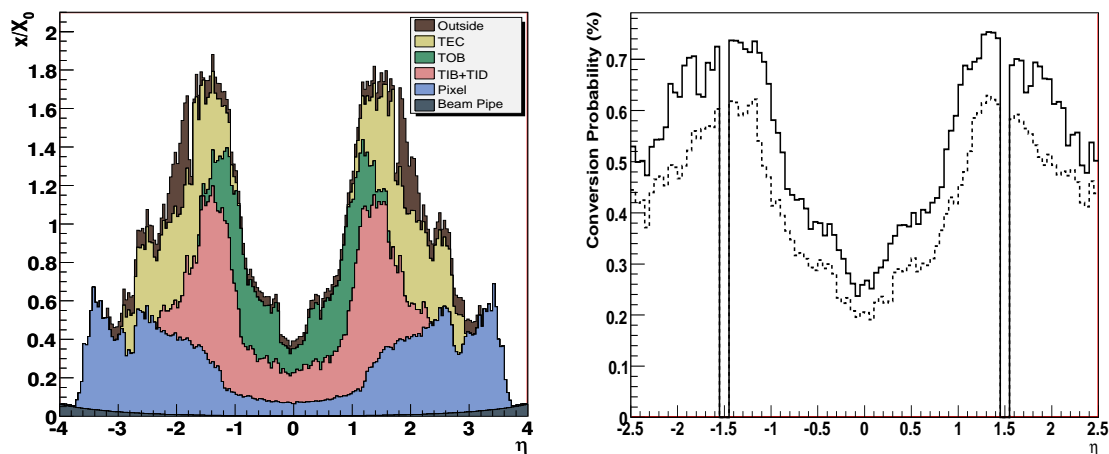 x/X0
2
1.8
1.6
1.4
1.2
1
0.8
0.6
0.4
0.2
0
-4 -3 -2 -1 0 1 2 3 4
η
Outside
TEC
TOB
TIB+TID
Pixel
Beam Pipe
Conversion Probability (%)
0.7
0.6
0.5
0.4
0.3
0.2
0.1
0
-2.5 -2 -1.5 -1 -0.5 0 0.5 1 1.5 2 2.5
η